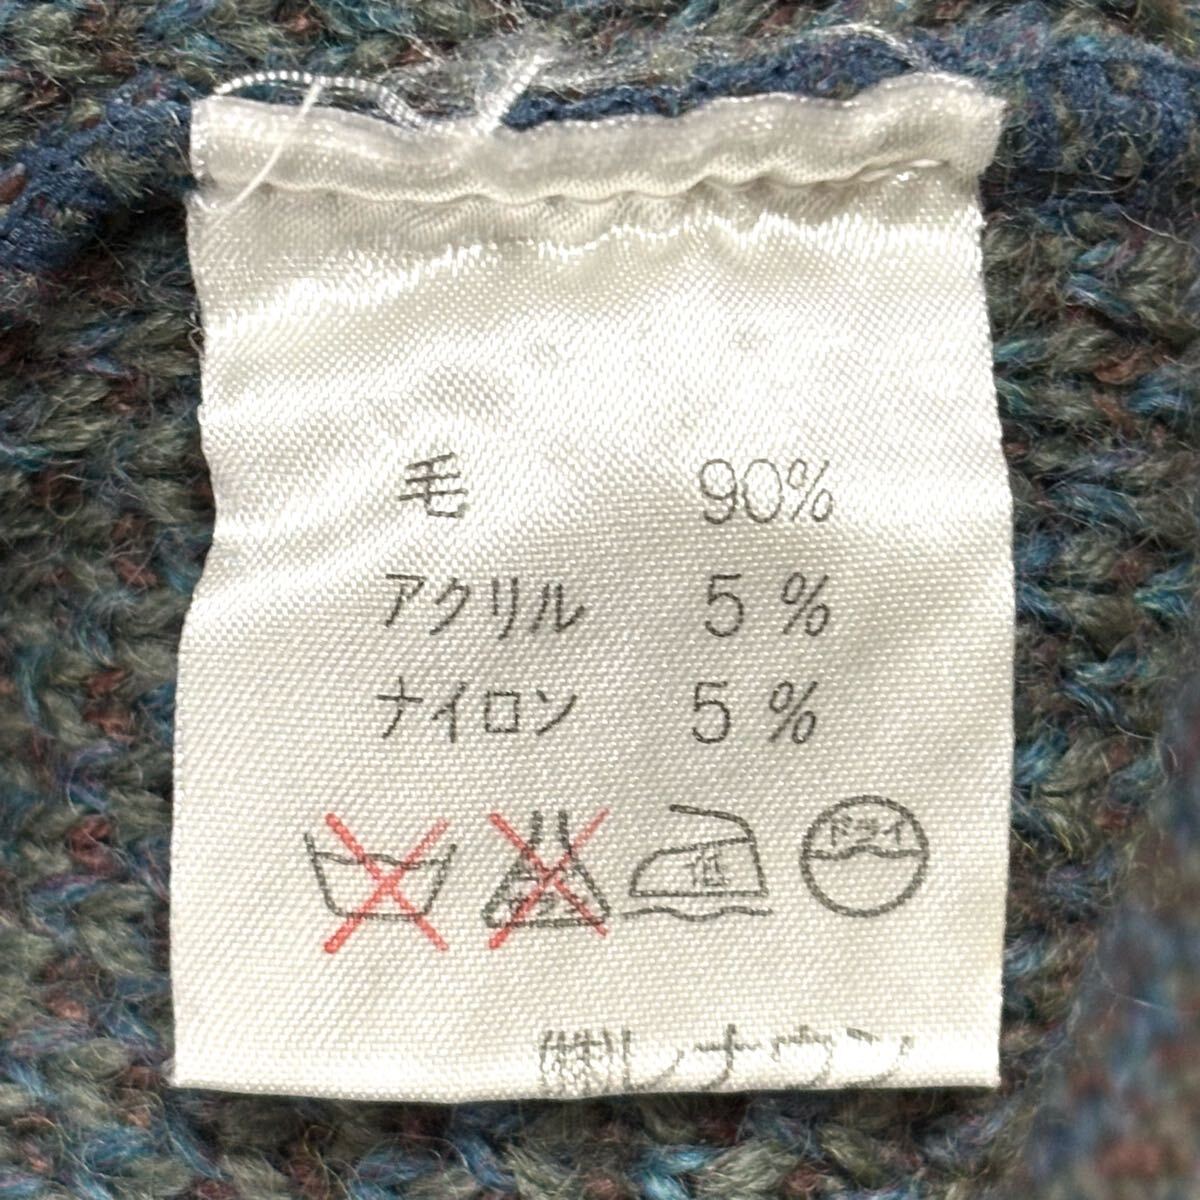 毛 90%
アクリル 5%
ナイロン 5%
ドライ
(株)レナウン